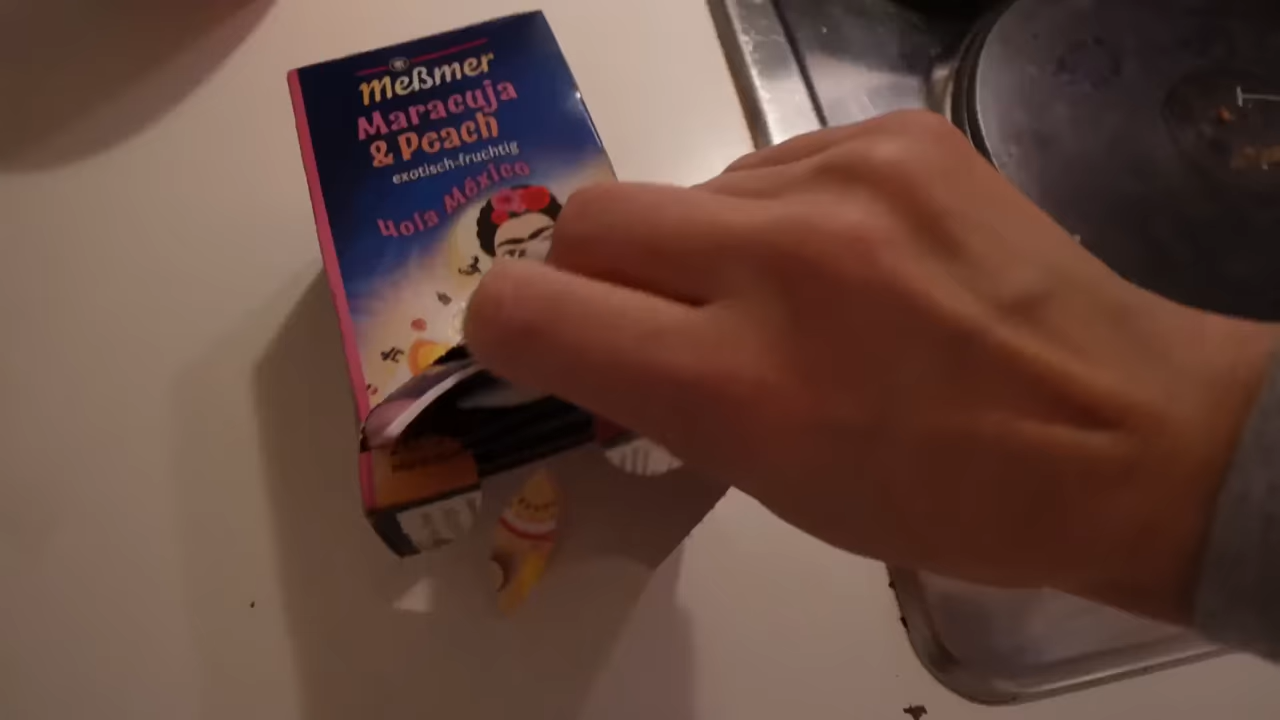 Meßmer
Maracuja
& Peach
exotisch-fruchtig
Hola México